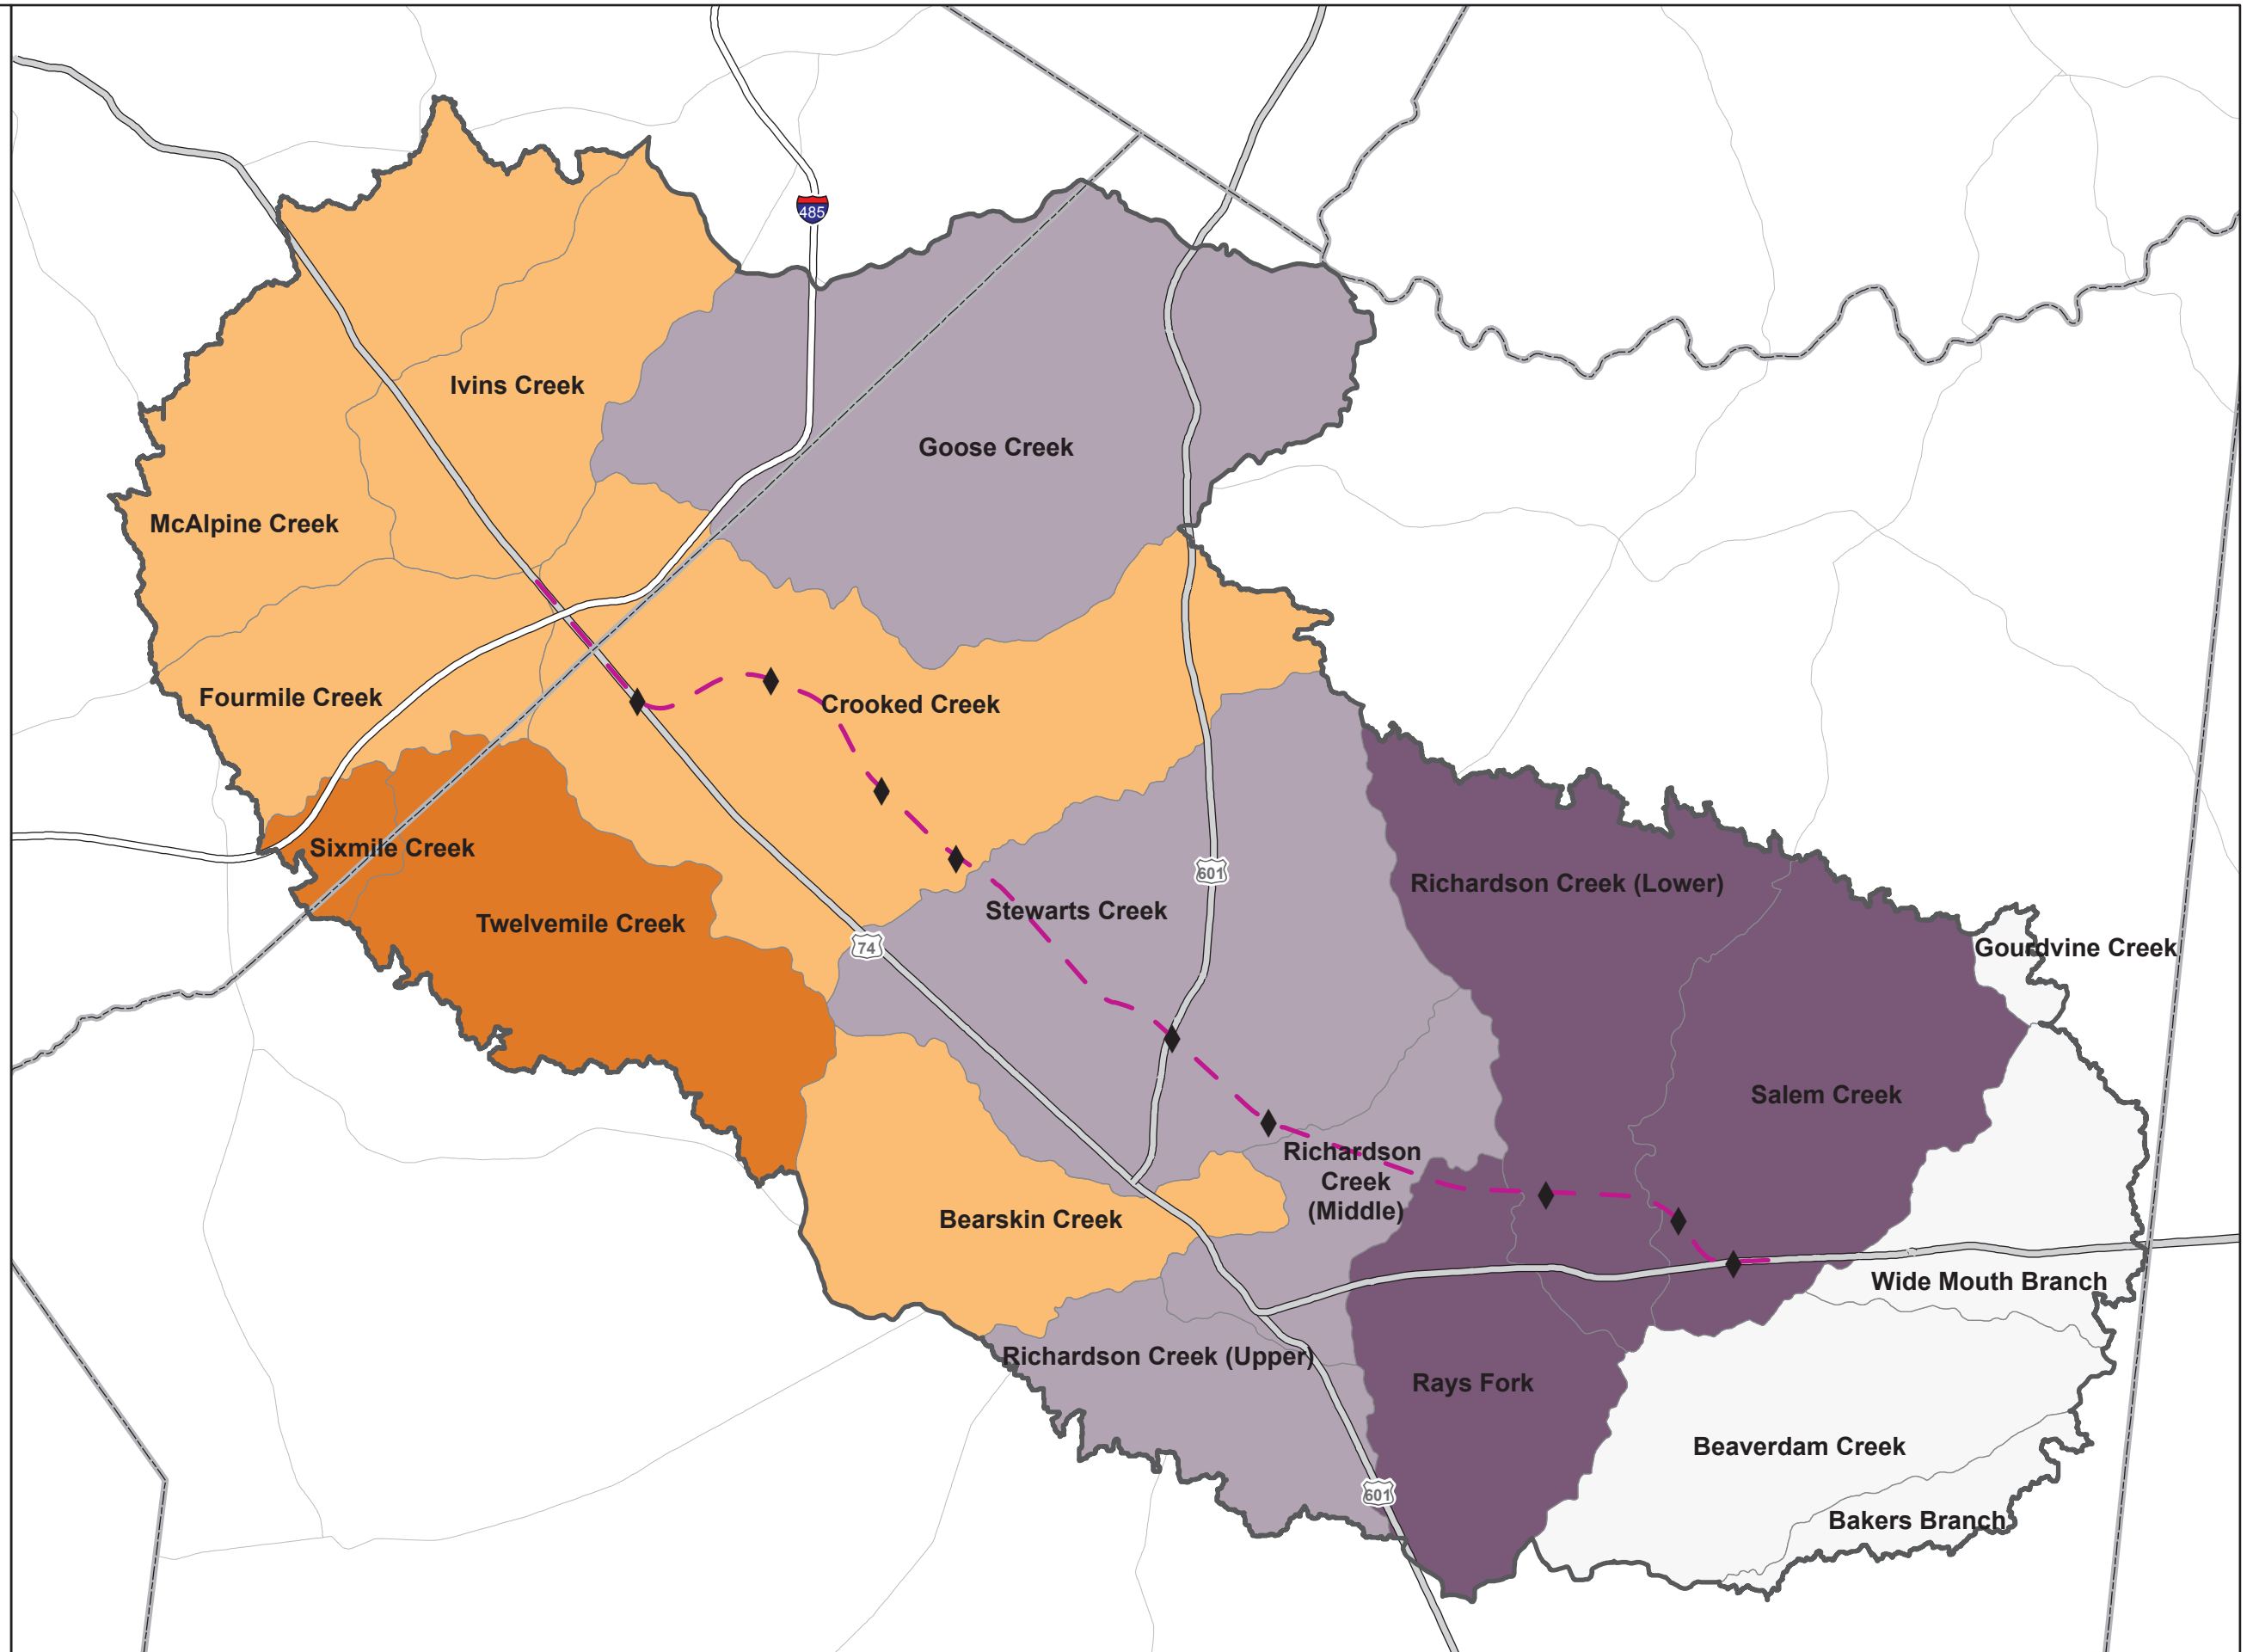 485
Ivins Creek
Goose Creek
McAlpine Creek
Fourmile Creek
Crooked Creek
Sixmile Creek
601
Richardson Creek (Lower)
Stewarts Creek
Twelvemile Creek
74
Gourdvine Creek
Salem Creek
Richardson
Creek
(Middle)
Bearskin Creek
Wide Mouth Branch
Richardson Creek (Upper)
Rays Fork
Beaverdam Creek
601
Bakers Branch